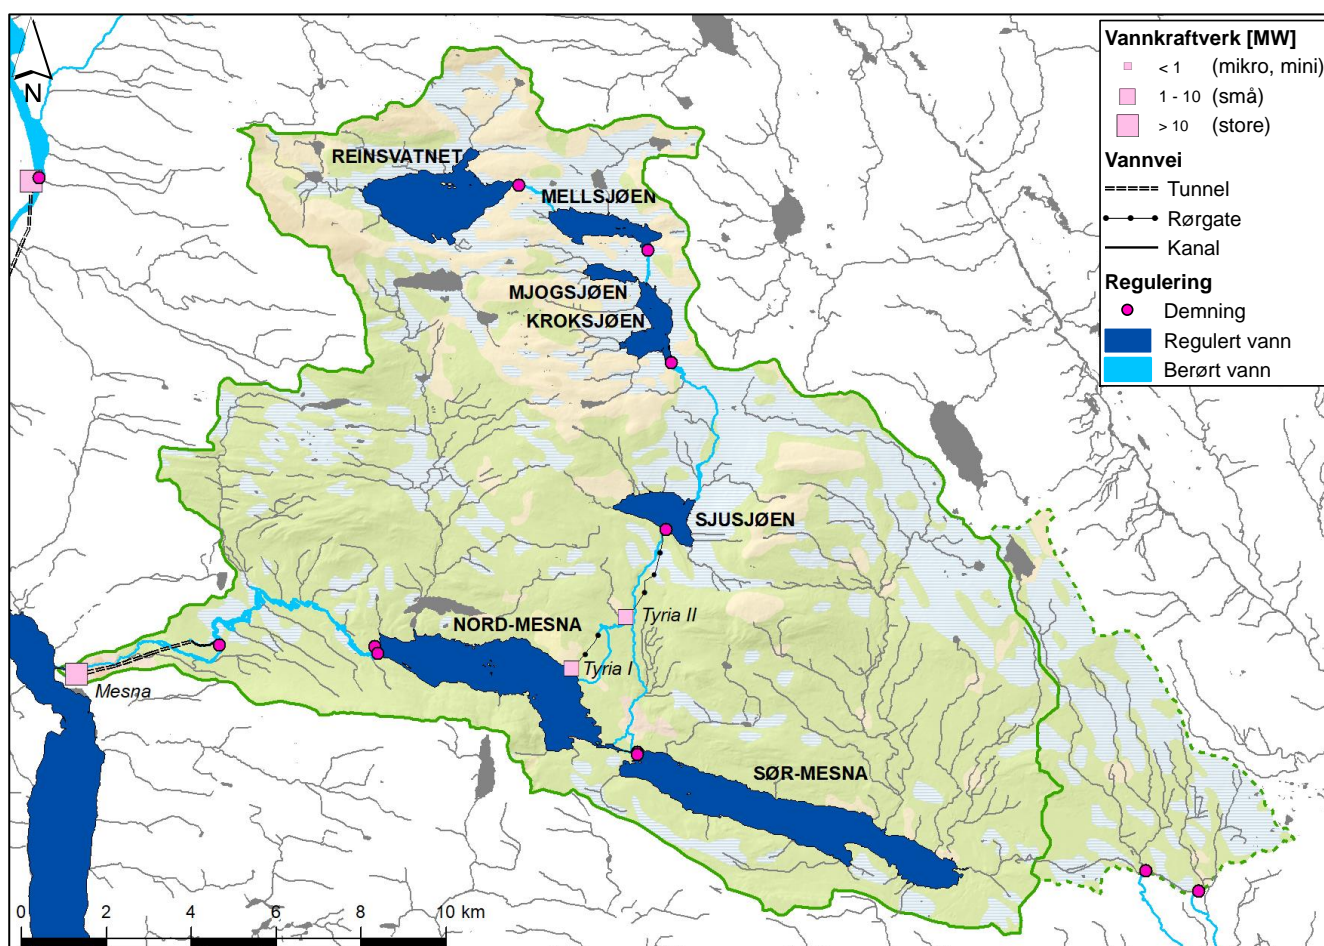 N
Vannkraftverk [MW]
< 1 (mikro, mini)
1 - 10 (små)
> 10 (store)
Vannvei
Tunnel
Rørgate
Kanal
Regulering
Demning
Regulert vann
Berørt vann
REINSVATNET
MELLSJØEN
MJOGSJØEN
KROKSJØEN
SJUSJØEN
Tyria II
NORD-MESNA
Tyria I
Mesna
SØR-MESNA
0 2 4 6 8 10 km